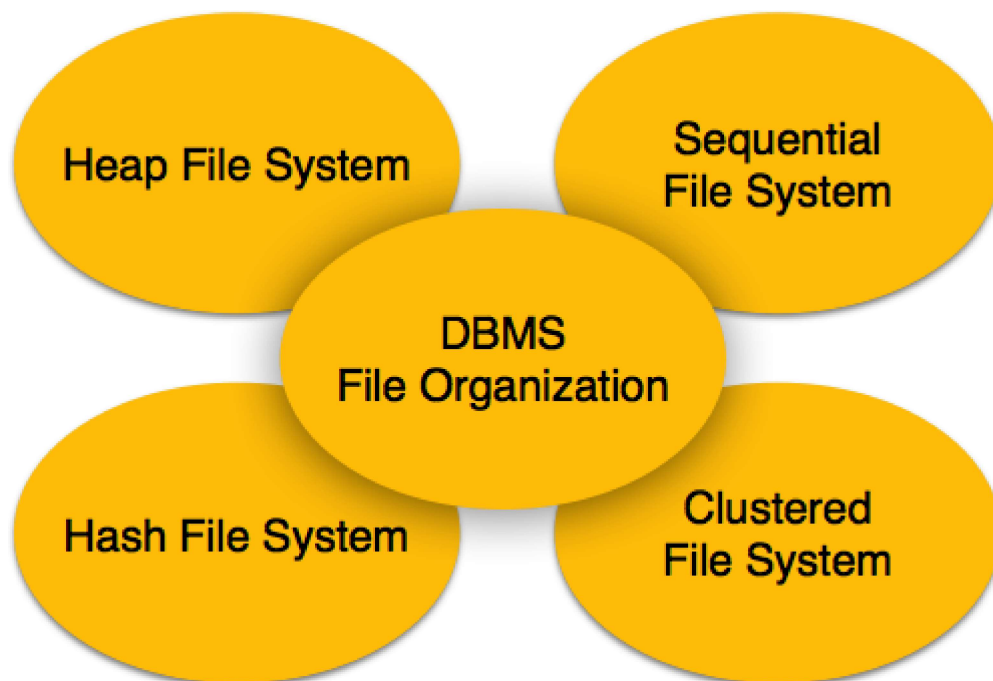 Heap File System
Sequential
File System
DBMS
File Organization
Hash File System
Clustered
File System